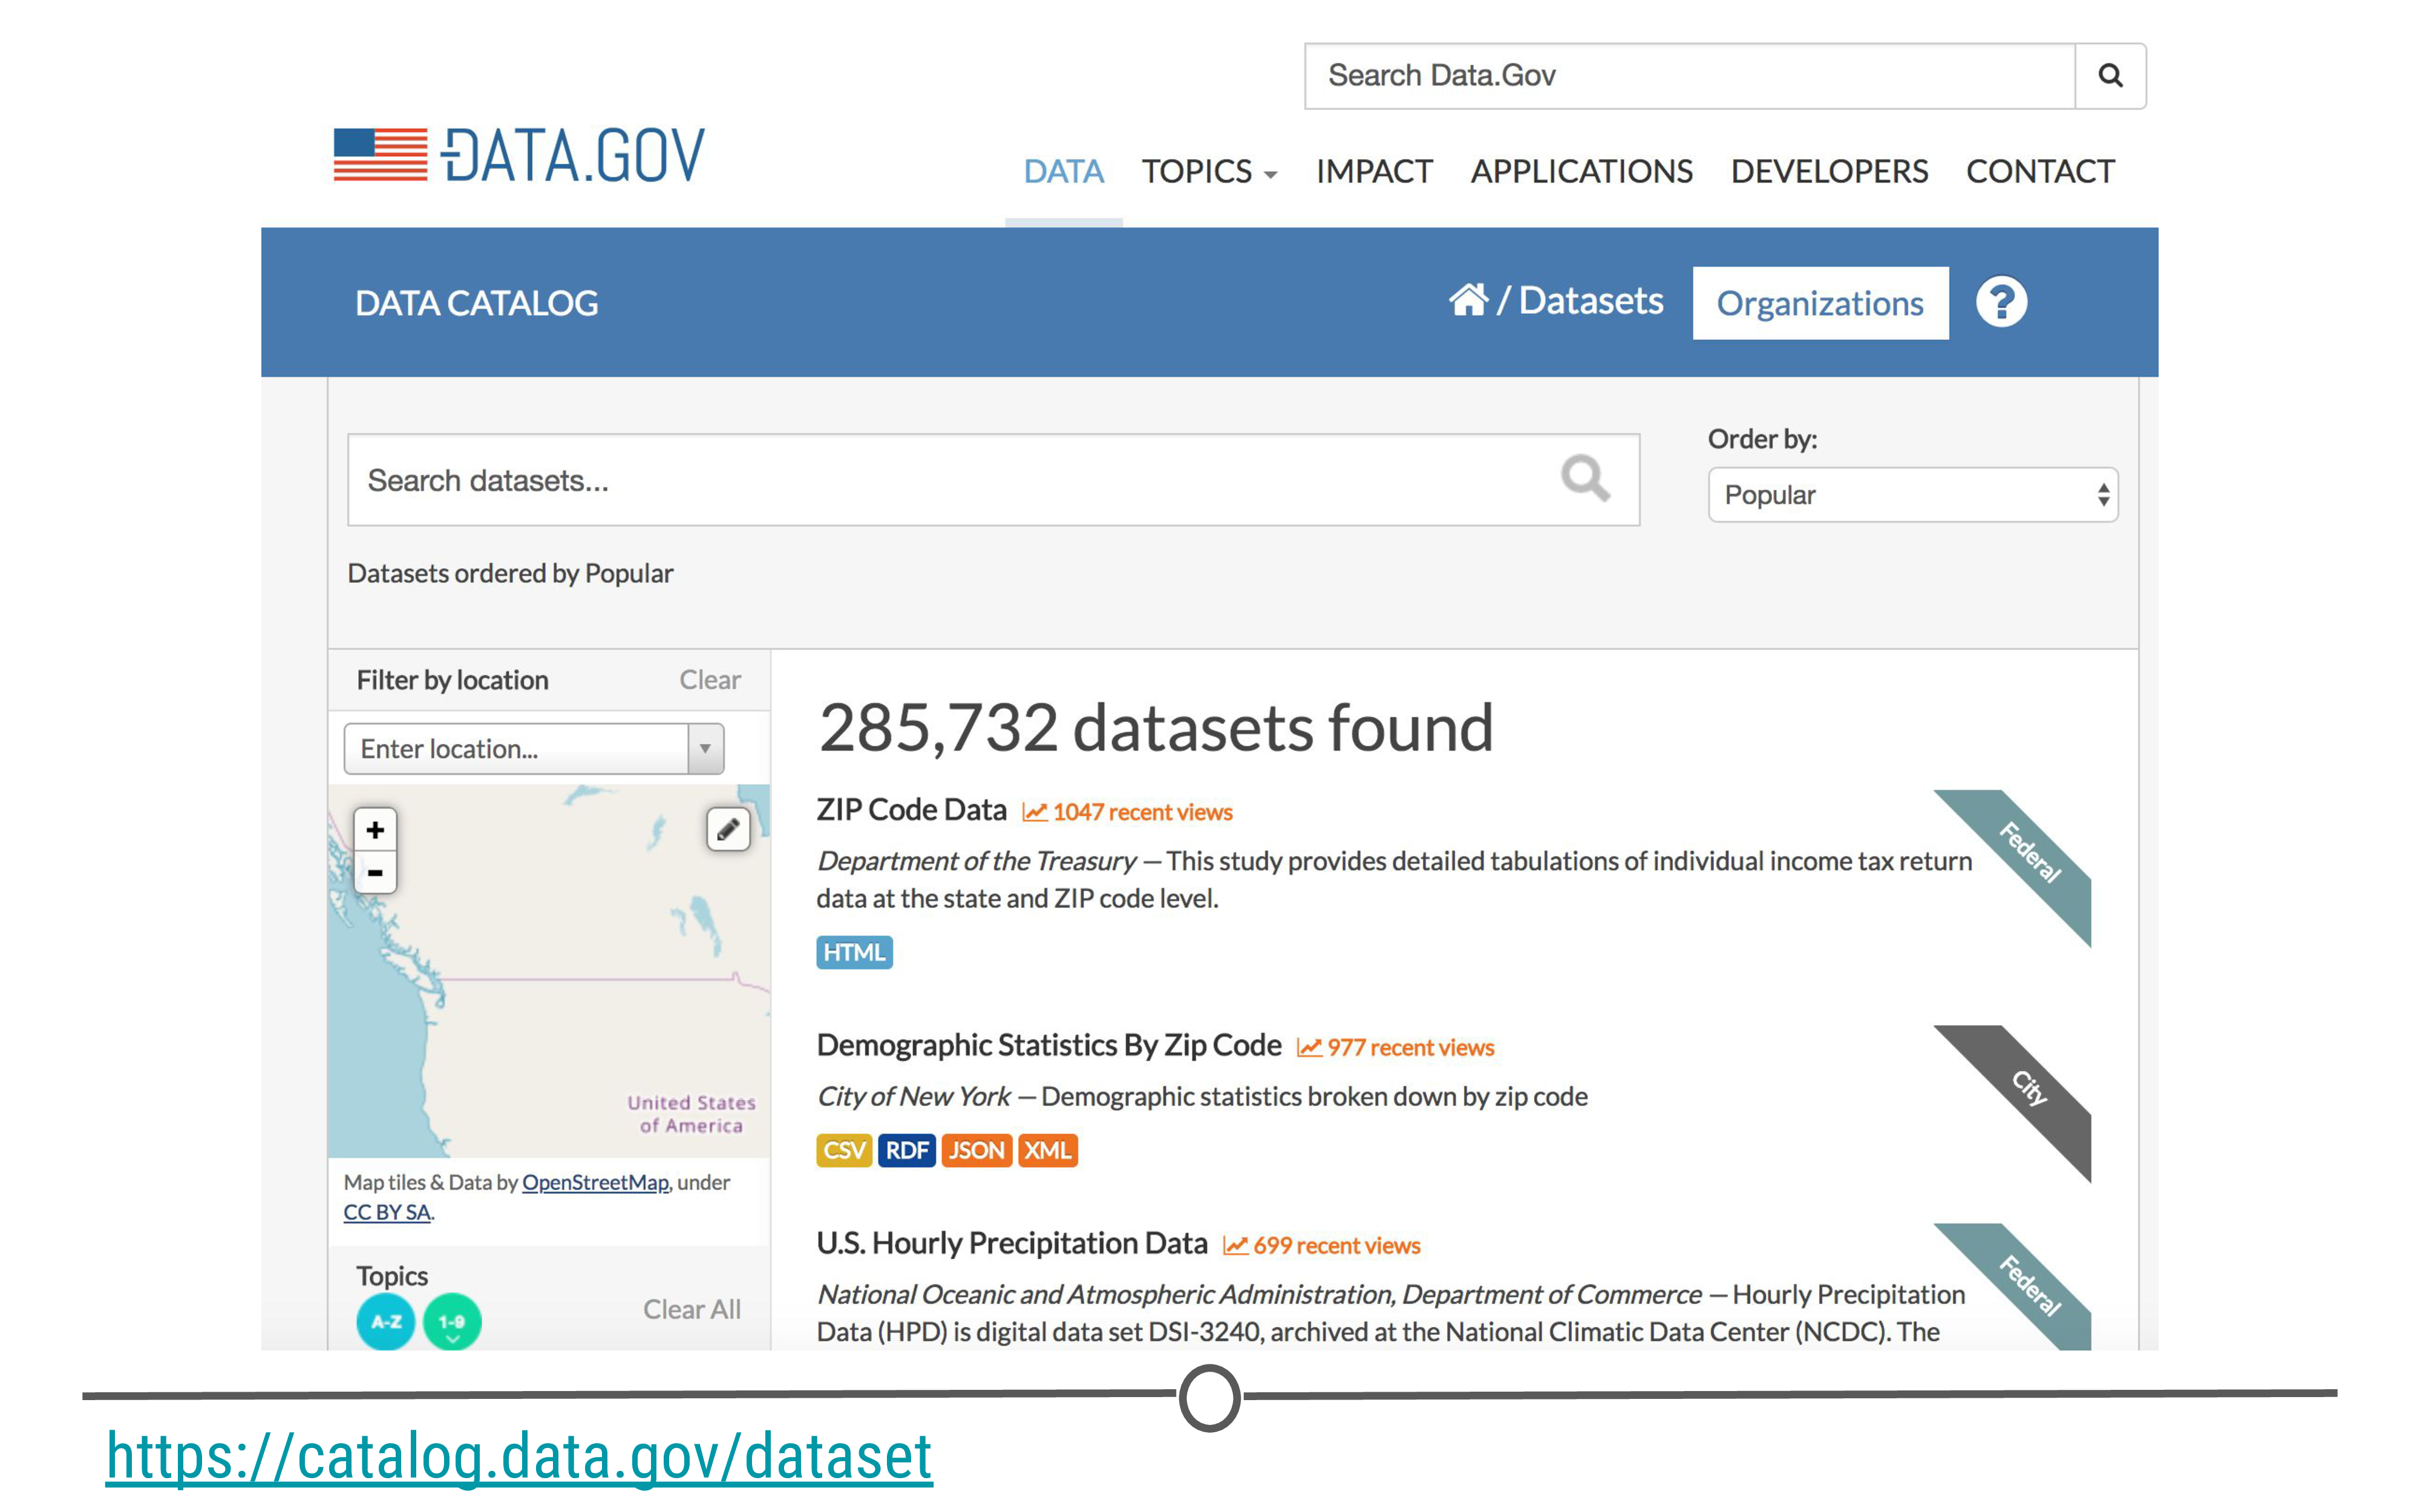 Search Data.Gov
DATA.GOV
DATA TOPICS IMPACT APPLICATIONS DEVELOPERS CONTACT
DATA CATALOG
/ Datasets Organizations ?
Search datasets...
Order by:
Popular
Datasets ordered by Popular
Filter by location Clear
Enter location...
+
-
United States
of America
Map tiles & Data by OpenStreetMap, under
CC BY SA.
Topics
Clear All
A-Z 1-9
285,732 datasets found
ZIP Code Data 1047 recent views
Federal
Department of the Treasury — This study provides detailed tabulations of individual income tax return
data at the state and ZIP code level.
HTML
Demographic Statistics By Zip Code 977 recent views
City
City of New York — Demographic statistics broken down by zip code
CSV RDF JSON XML
U.S. Hourly Precipitation Data 699 recent views
Federal
National Oceanic and Atmospheric Administration, Department of Commerce — Hourly Precipitation
Data (HPD) is digital data set DSI-3240, archived at the National Climatic Data Center (NCDC). The
https://catalog.data.gov/dataset